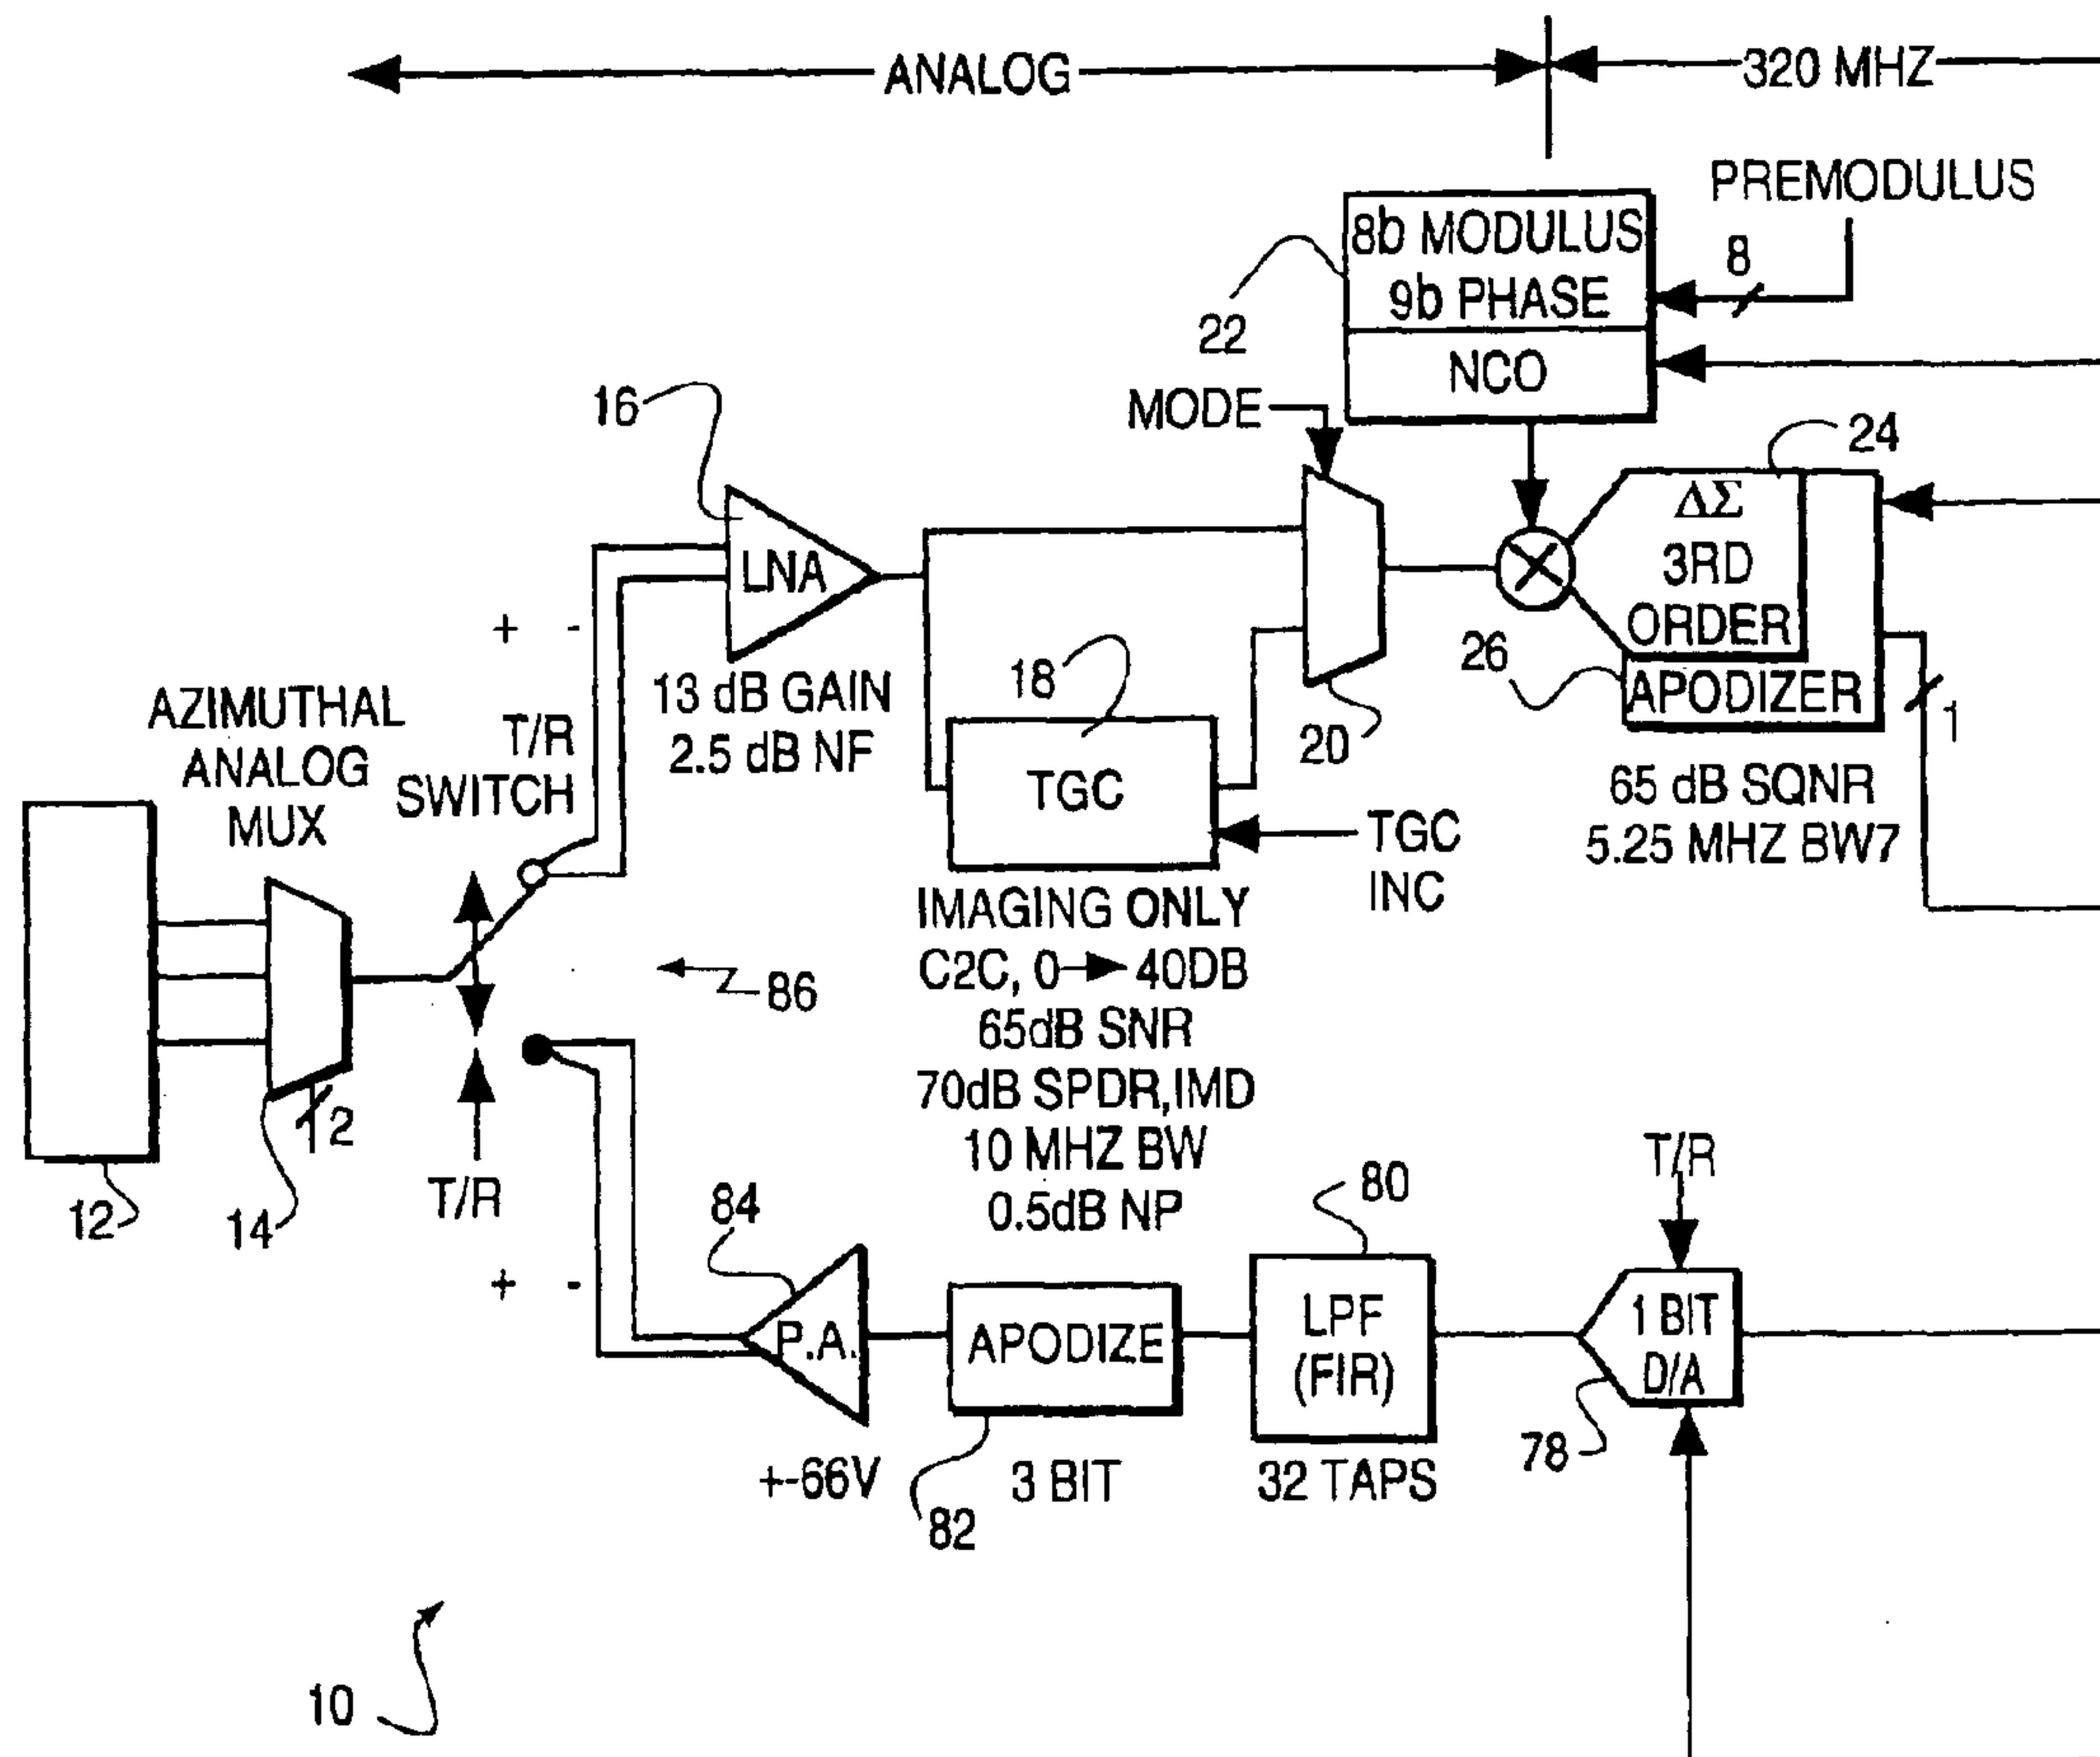 ANALOG
320 MHZ
PREMODULUS
8b MODULUS
9b PHASE
8
22
NCO
MODE
16
24
LNA
ΔΣ
3RD
ORDER
26
APODIZER
1
+ -
13 dB GAIN
2.5 dB NF
18
20
AZIMUTHAL
ANALOG
MUX
T/R
SWITCH
TGC
TGC
INC
65 dB SQNR
5.25 MHZ BW7
IMAGING ONLY
C2C, 0 → 40DB
65dB SNR
70dB SPDR,IMD
10 MHZ BW
0.5dB NP
86
2
12
14
T/R
84
80
T/R
+ -
P.A.
APODIZE
LPF
(FIR)
1 BIT
D/A
78
+-66V
82
3 BIT
32 TAPS
10